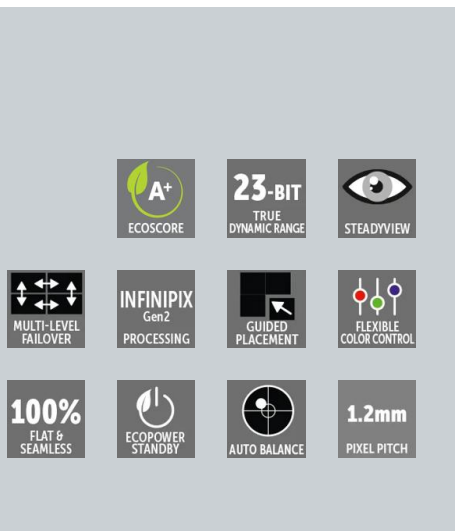 A+
ECOSCORE
23-BIT
TRUE
DYNAMIC RANGE
STEADYVIEW
MULTI-LEVEL
FAILOVER
INFINIPIX
Gen2
PROCESSING
GUIDED
PLACEMENT
FLEXIBLE
COLOR CONTROL
100%
FLAT &
SEAMLESS
ECOPOWER
STANDBY
AUTO BALANCE
1.2mm
PIXEL PITCH